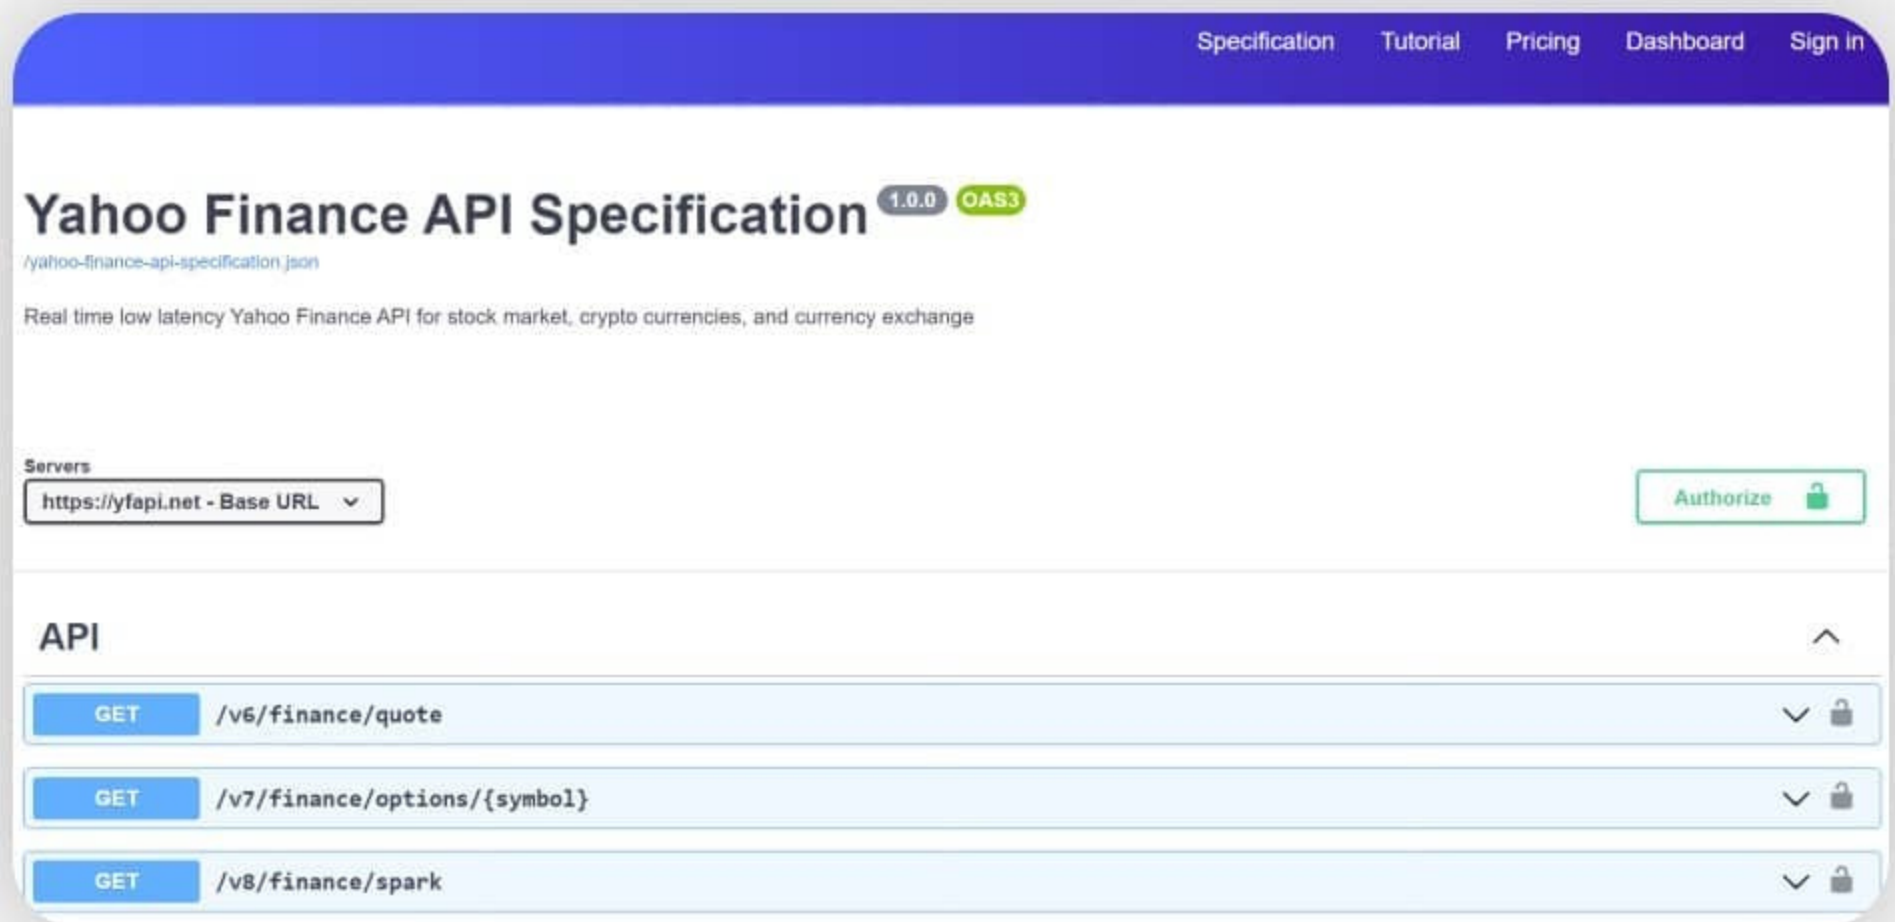 Specification Tutorial Pricing Dashboard Sign in
Yahoo Finance API Specification 1.0.0 OAS3
/yahoo-finance-api-specification.json
Real time low latency Yahoo Finance API for stock market, crypto currencies, and currency exchange
Servers
https://yfapi.net - Base URL
Authorize
API
GET /v6/finance/quote
GET /v7/finance/options/{symbol}
GET /v8/finance/spark